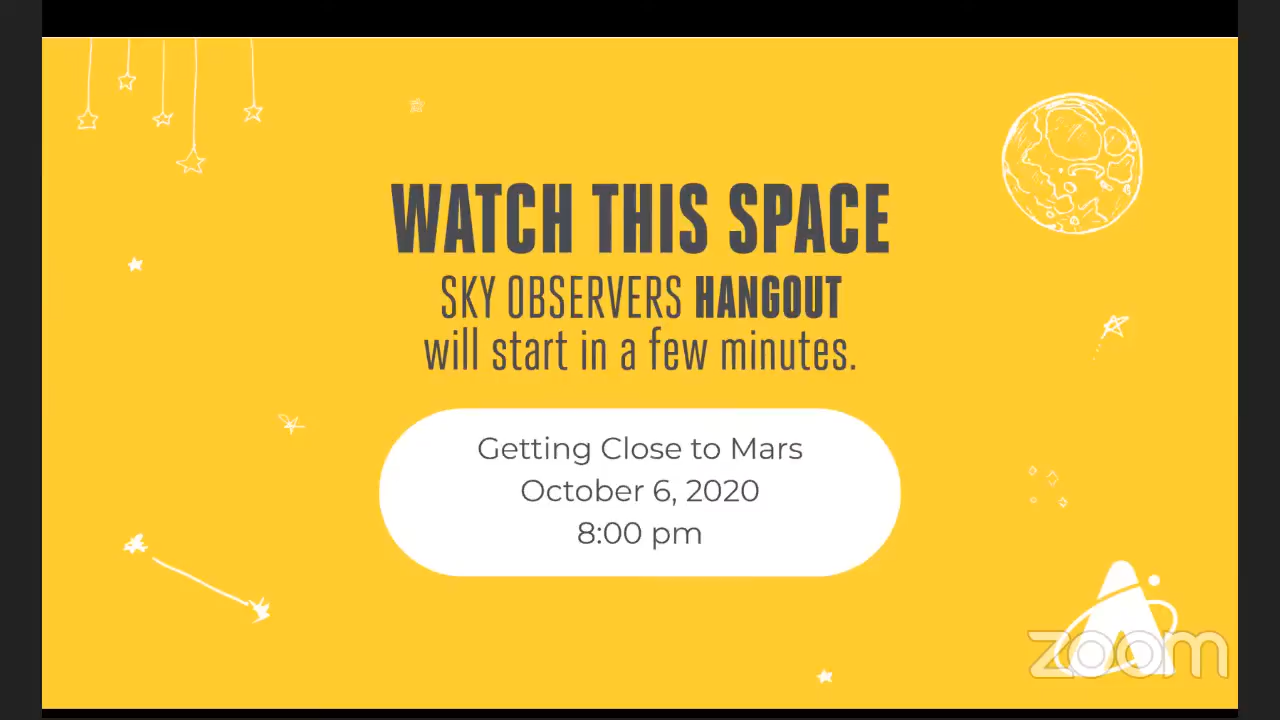 WATCH THIS SPACE
SKY OBSERVERS HANGOUT
will start in a few minutes.
Getting Close to Mars
October 6, 2020
8:00 pm
zoom